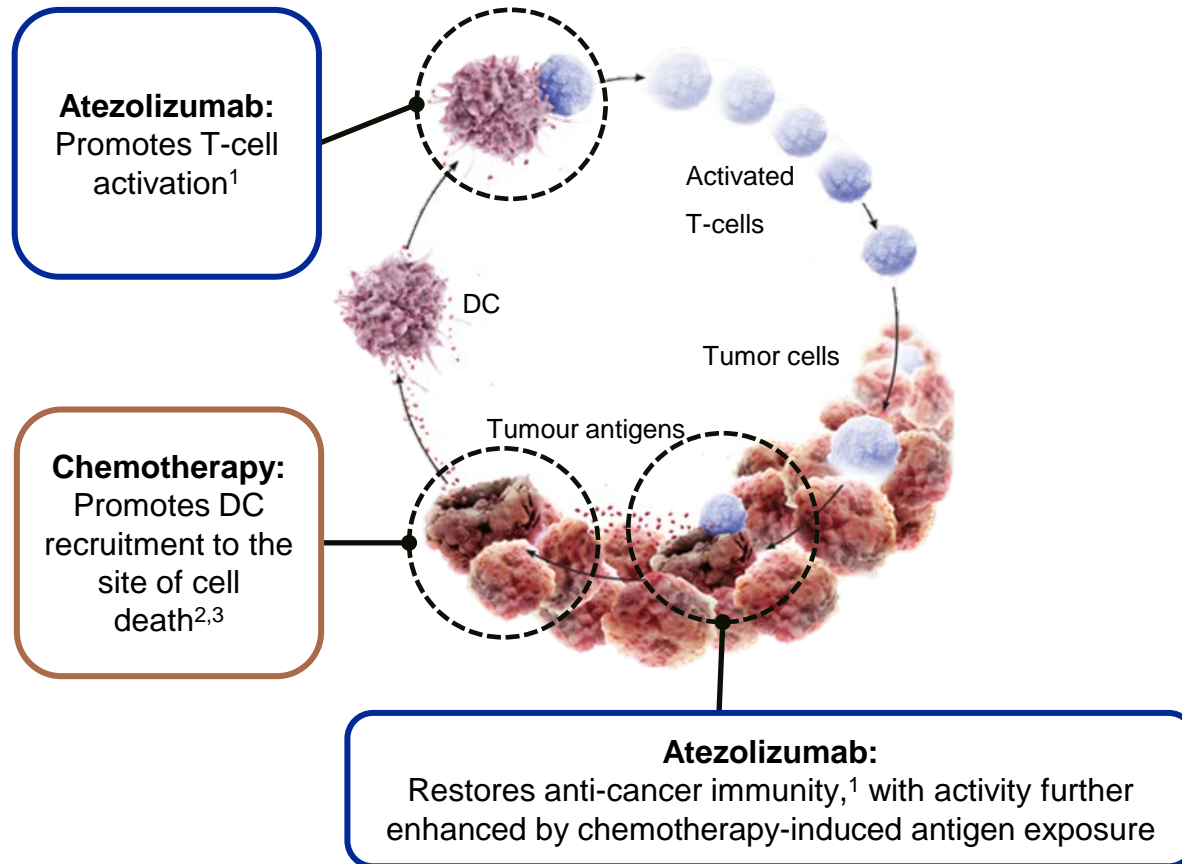 Atezolizumab:
Promotes T-cell
activation¹
Activated
T-cells
DC
Tumor cells
Tumour antigens
Chemotherapy:
Promotes DC
recruitment to the
site of cell
death²,³
Atezolizumab:
Restores anti-cancer immunity,¹ with activity further
enhanced by chemotherapy-induced antigen exposure